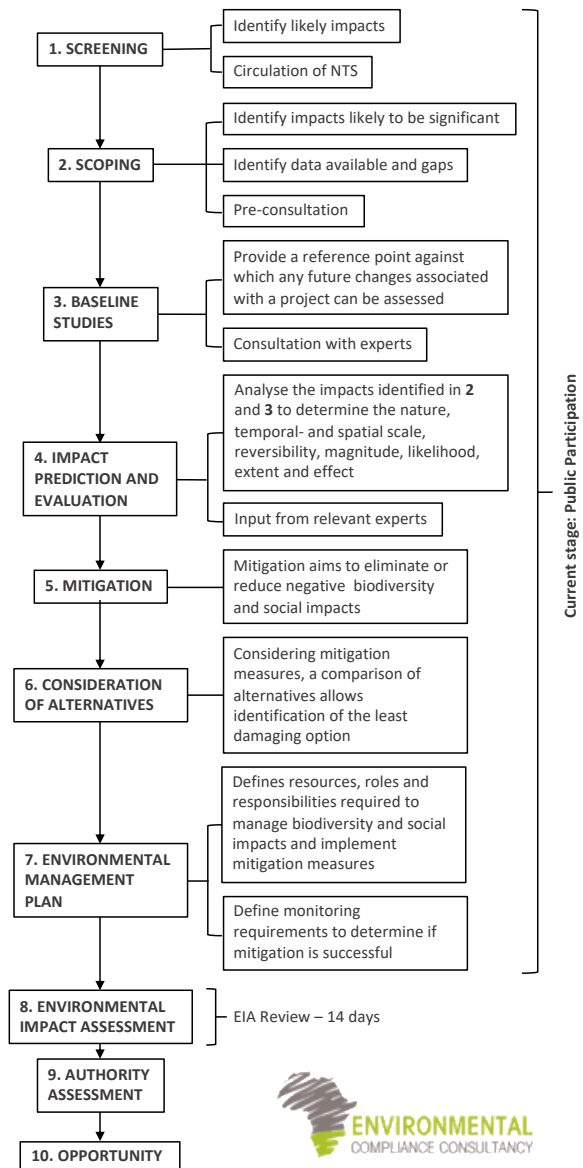 Identify likely impacts
1. SCREENING
Circulation of NTS
Identify impacts likely to be significant
2. SCOPING
Identify data available and gaps
Pre-consultation
Provide a reference point against
which any future changes associated
with a project can be assessed
3. BASELINE
STUDIES
Consultation with experts
Analyse the impacts identified in 2
and 3 to determine the nature,
temporal- and spatial scale,
reversibility, magnitude, likelihood,
extent and effect
4. IMPACT
PREDICTION AND
EVALUATION
Input from relevant experts
5. MITIGATION
Mitigation aims to eliminate or
reduce negative biodiversity
and social impacts
6. CONSIDERATION
OF ALTERNATIVES
Considering mitigation
measures, a comparison of
alternatives allows
identification of the least
damaging option
7. ENVIRONMENTAL
MANAGEMENT
PLAN
Defines resources, roles and
responsibilities required to
manage biodiversity and social
impacts and implement
mitigation measures
Define monitoring
requirements to determine if
mitigation is successful
Current stage: Public Participation
8. ENVIRONMENTAL
IMPACT ASSESSMENT
EIA Review – 14 days
9. AUTHORITY
ASSESSMENT
10. OPPORTUNITY
ENVIRONMENTAL
COMPLIANCE CONSULTANCY